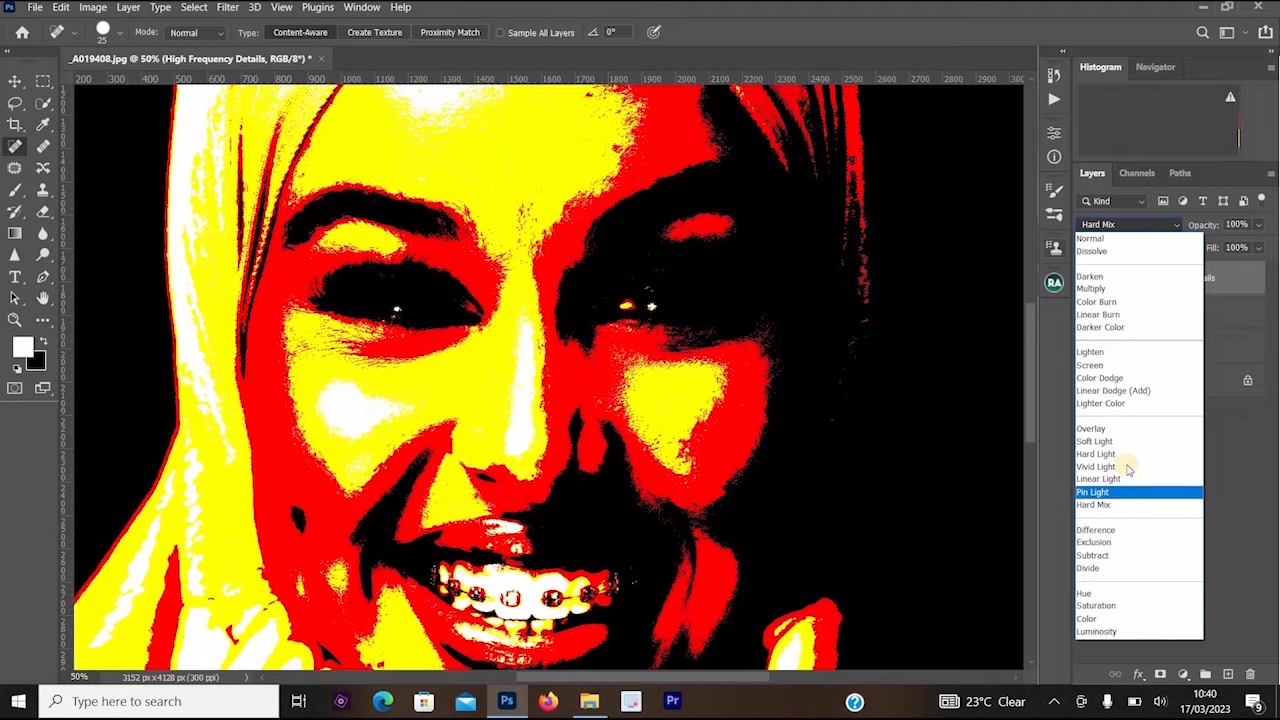 Ps File Edit Image Layer Type Select Filter 3D View Plugins Window Help
25 Mode: Normal Type: Content-Aware Create Texture Proximity Match Sample All Layers 0°
_A019408.jpg @ 50% (High Frequency Details, RGB/8*) * ×
Histogram Navigator
200 300 400 500 600 700 800 900 1000 1100 1200 1300 1400 1500 1600 1700 1800 1900 2000 2100 2200 2300 2400 2500 2600 2700 2800 2900
Layers Channels Paths
Kind
Hard Mix Opacity: 100%
Normal Fill: 100%
Dissolve
Darken
Multiply
Color Burn
Linear Burn
Darker Color
Lighten
Screen
Color Dodge
Linear Dodge (Add)
Lighter Color
Overlay
Soft Light
Hard Light
Vivid Light
Linear Light
Pin Light
Hard Mix
Difference
Exclusion
Subtract
Divide
Hue
Saturation
Color
Luminosity
RA
50% 3152 px x 4128 px (300 ppi)
Type here to search Ps Pr 23°C Clear 10:40
17/03/2023 9